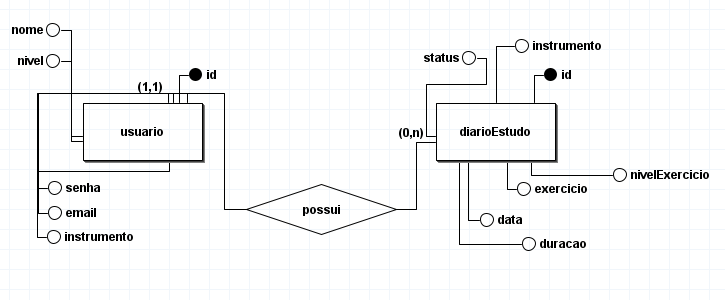 nome
nivel
id
(1,1)
usuario
senha
email
instrumento
possui
status
instrumento
id
(0,n)
diarioEstudo
nivelExercicio
exercicio
data
duracao